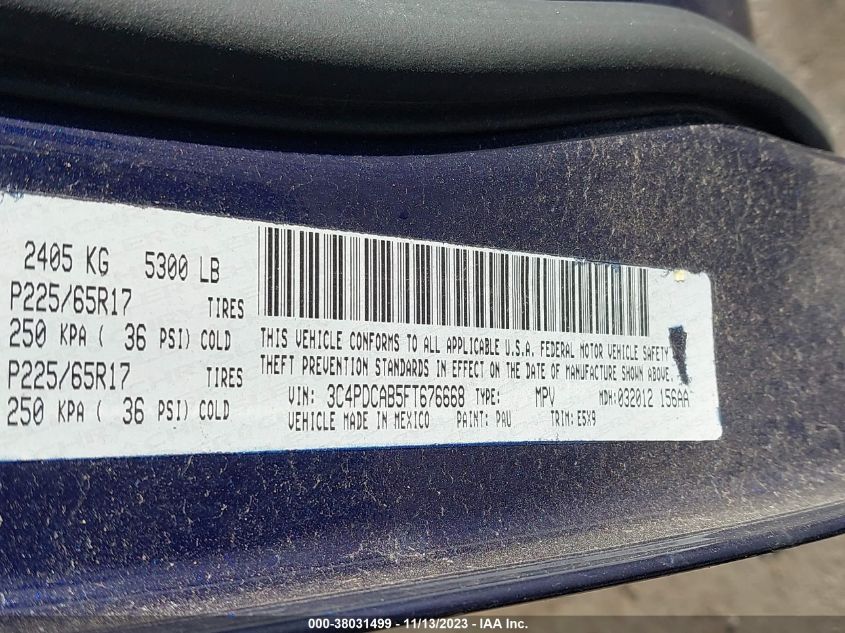 2405 KG 5300 LB
P225/65R17 TIRES
250 KPA ( 36 PSI) COLD
P225/65R17 TIRES
250 KPA ( 36 PSI) COLD
THIS VEHICLE CONFORMS TO ALL APPLICABLE U.S.A. FEDERAL MOTOR VEHICLE SAFETY
THEFT PREVENTION STANDARDS IN EFFECT ON THE DATE OF MANUFACTURE SHOWN ABOVE.
VIN: 3C4PDCAB5FT676668 TYPE: MPV MDH: 032012 156AA
VEHICLE MADE IN MEXICO PAINT: PAU TRIM: E5X9
000-38031499 - 11/13/2023 - IAA Inc.